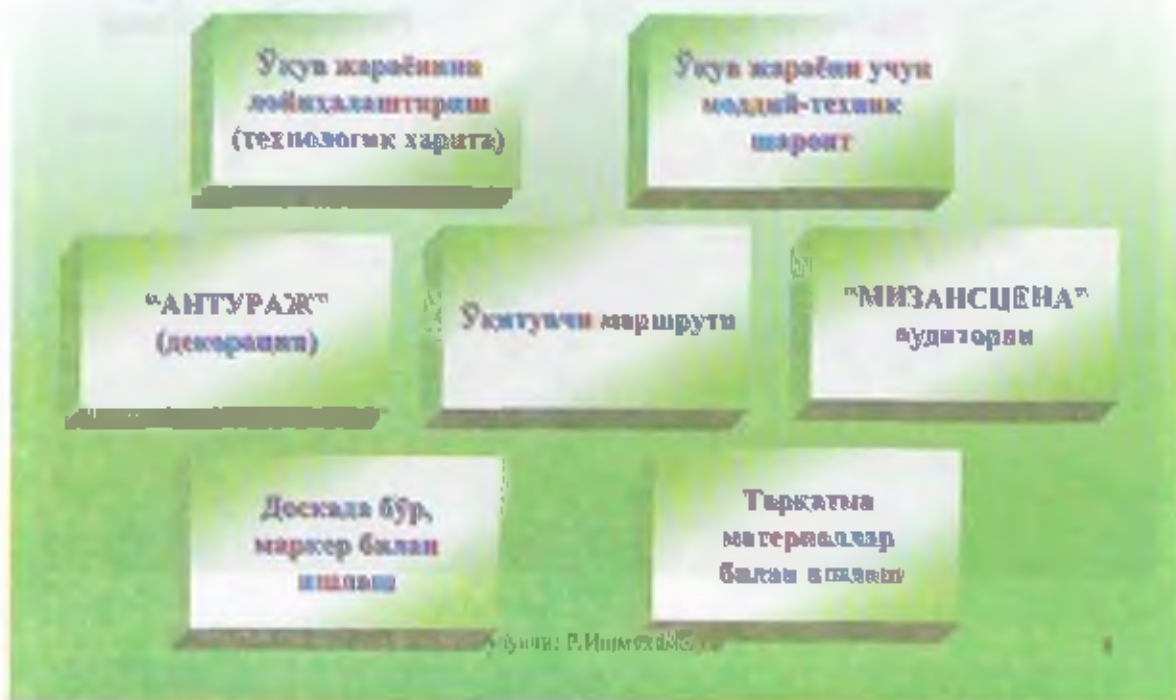 Ўқув жараёнини
лойиҳалаштириш
(технологик харита)
Ўқув жараёни учун
моддий-техник
шароит
“АНТУРАЖ”
(декорация)
Ўқитувчи маршрути
“МИЗАНСЦЕНА”
аудитории
Доскада бўр,
маркер билан
ишлаш
Тарқатма
материаллар
билан ишлаш